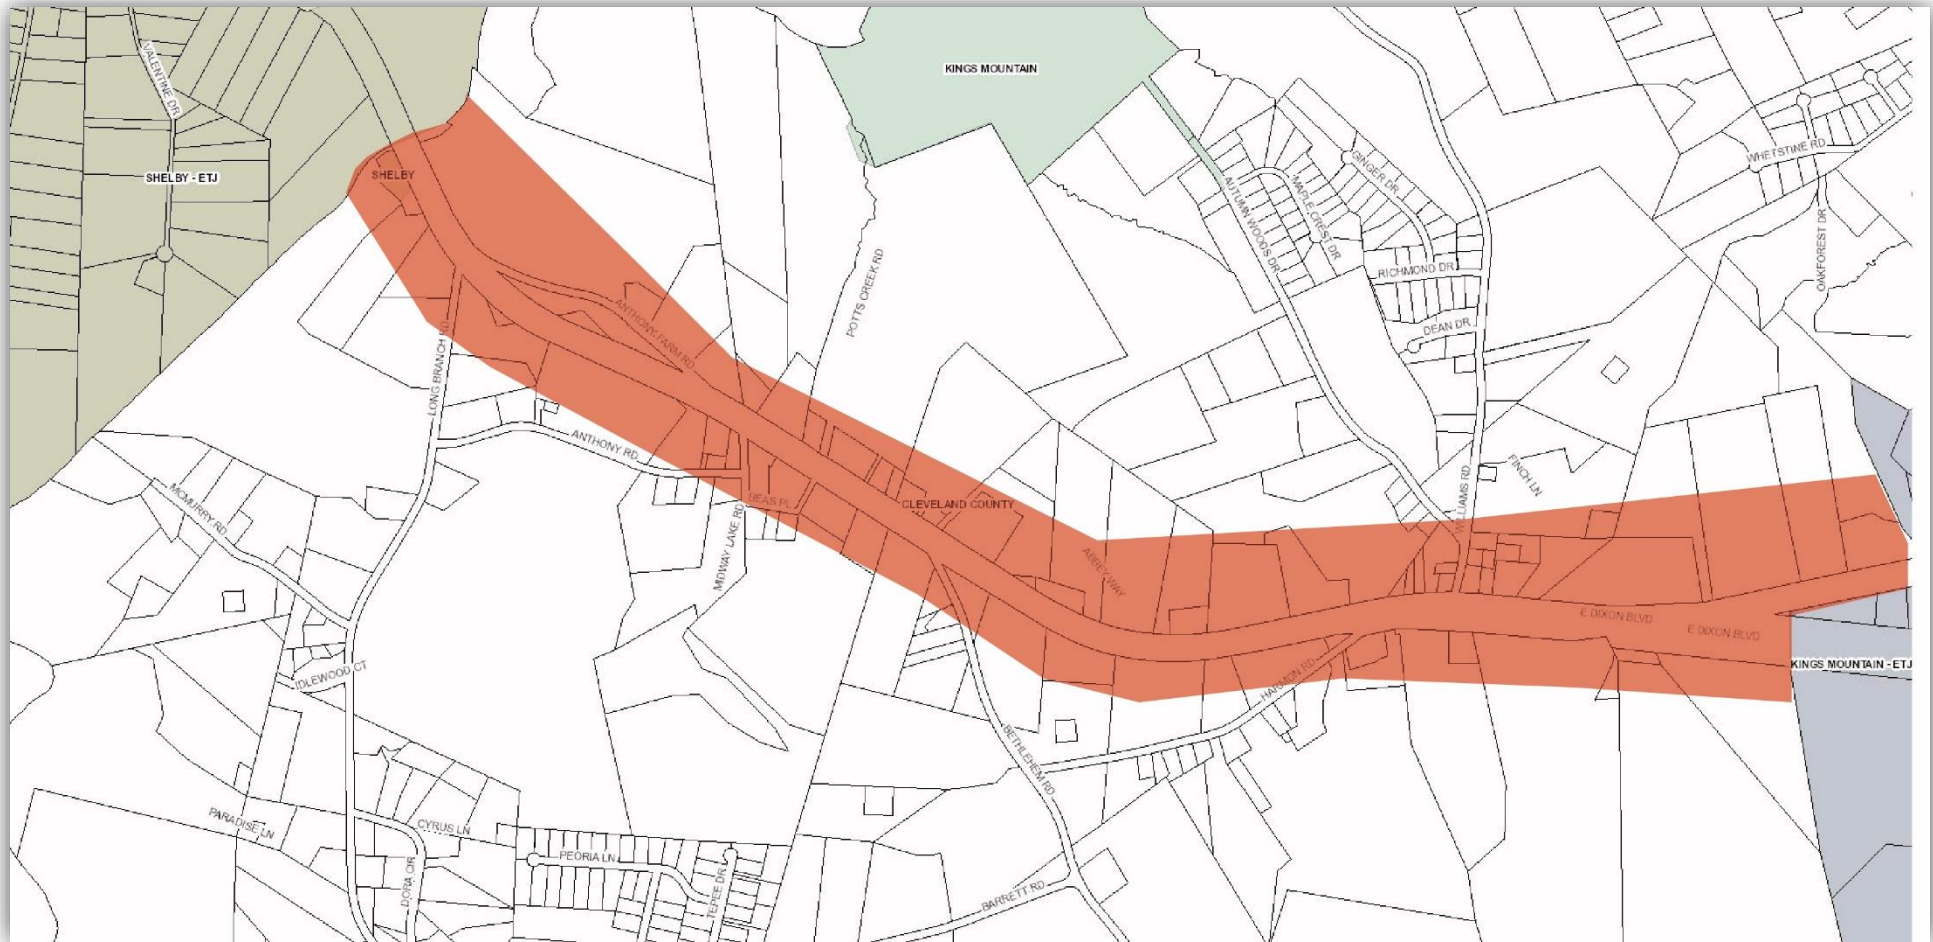 KINGS MOUNTAIN
VALENTINE DR
WHETSTINE RD
GINGER DR
SHELBY
SHELBY - ETJ
MAPLE CREST DR
AUTUMN WOODS DR
OAKFOREST DR
RICHMOND DR
POTTS CREEK RD
ANTHONY FARM RD
DEAN DR
LONG BRANCH RD
ANTHONY RD
FINCH LN
WILLIAMS RD
BEAS PL
CLEVELAND COUNTY
MCMURRY RD
MIDWAY LAKE RD
ABBEY WAY
E DIXON BLVD
E DIXON BLVD
KINGS MOUNTAIN - ETJ
IDLEWOOD CT
HARMON RD
BETHLEHEM RD
PARADISE LN
CYRUS LN
PEORIA LN
DORA CIR
TEPEE DR
BARRETT RD